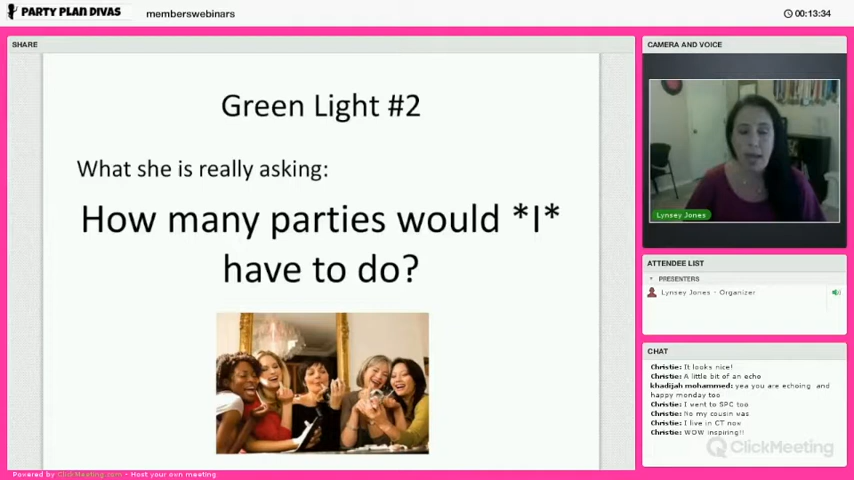 PARTY PLAN DIVAS
memberswebinars
00:13:34
SHARE
Green Light #2
What she is really asking:
How many parties would *I*
have to do?
CAMERA AND VOICE
Lynsey Jones
ATTENDEE LIST
PRESENTERS
Lynsey Jones - Organizer
CHAT
Christie: It looks nice!
Christie: A little bit of an echo
khadijah mohammed: yea you are echoing and
happy monday too
Christie: I went to SPC too
Christie: No my cousin was
Christie: I live in CT now
Christie: WOW inspiring!!
ClickMeeting
Powered by ClickMeeting.com - Host your own meeting